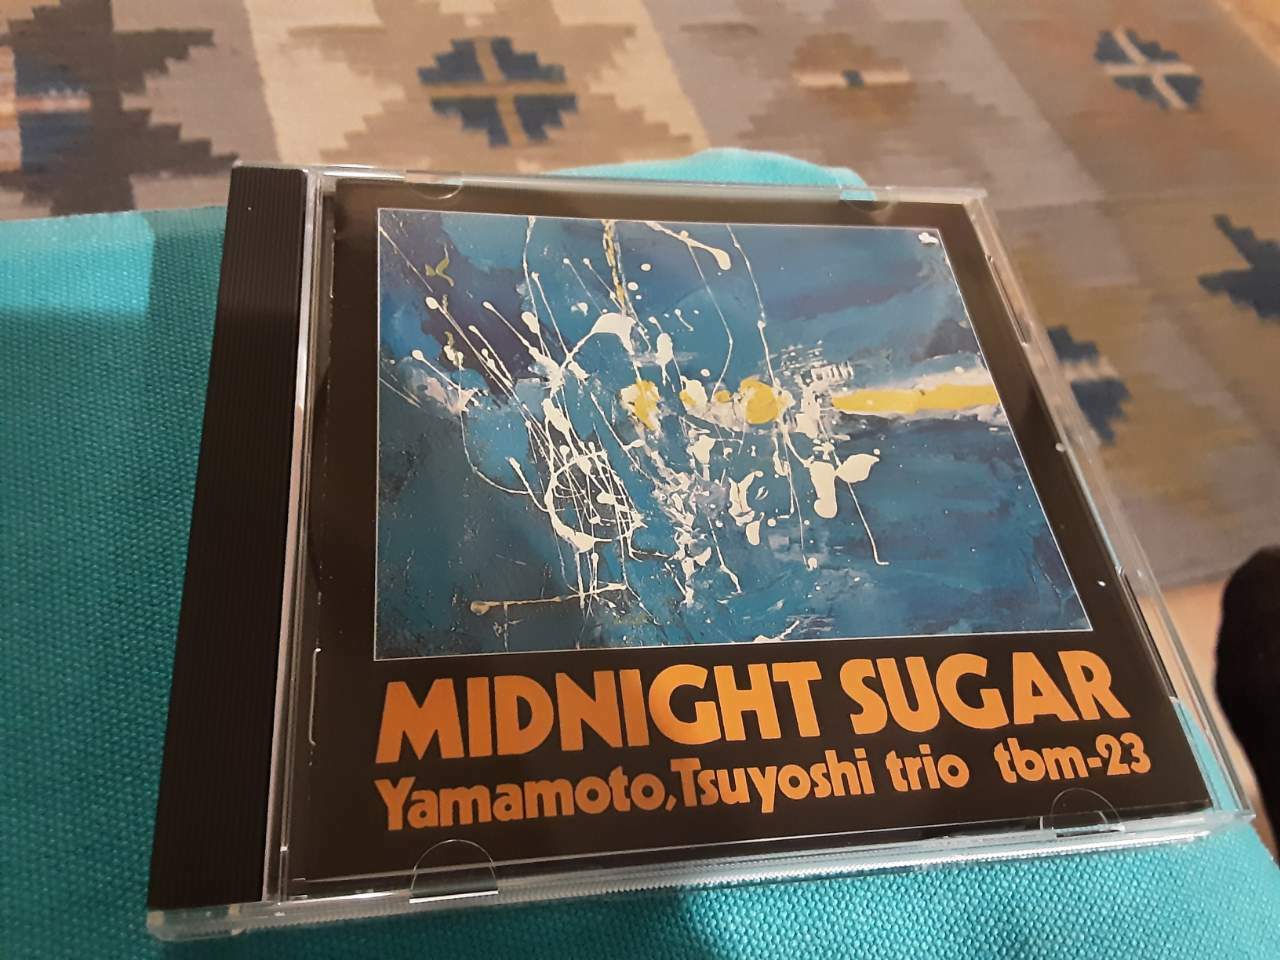 MIDNIGHT SUGAR
Yamamoto,Tsuyoshi trio tbm-23